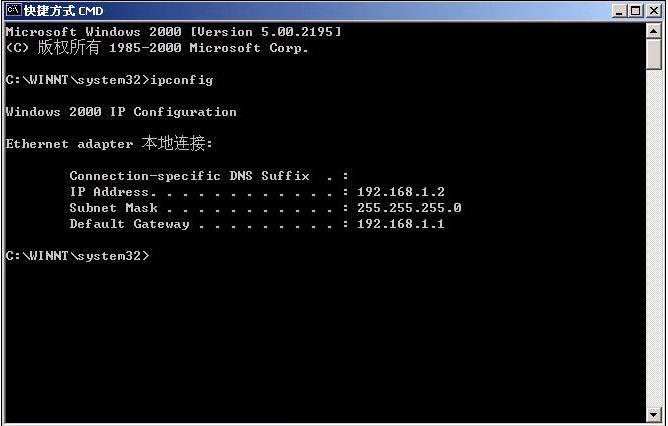 快捷方式 CMD
Microsoft Windows 2000 [Version 5.00.2195]
(C) 版权所有 1985-2000 Microsoft Corp.
C:\WINNT\system32>ipconfig
Windows 2000 IP Configuration
Ethernet adapter 本地连接:
Connection-specific DNS Suffix  . :
IP Address. . . . . . . . . . . . : 192.168.1.2
Subnet Mask . . . . . . . . . . . : 255.255.255.0
Default Gateway . . . . . . . . . : 192.168.1.1
C:\WINNT\system32>